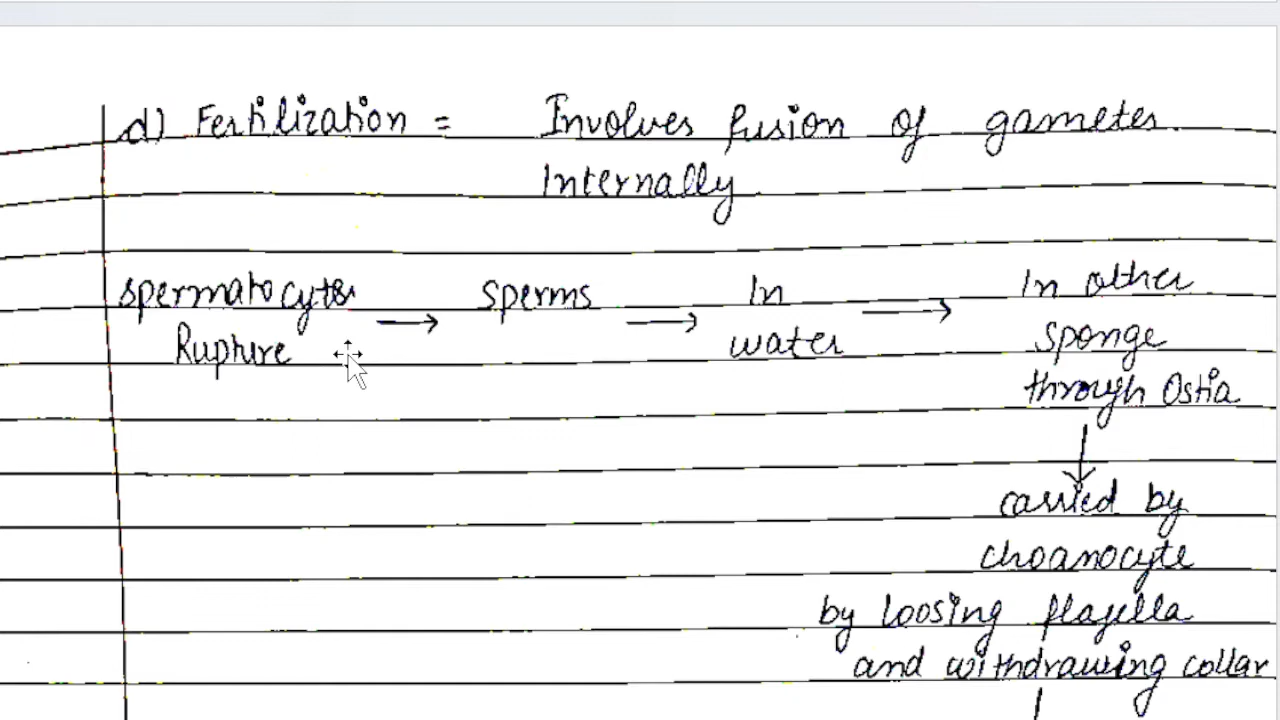 d) Fertilization = Involves fusion of gametes.
Internally
Spermatocytes → Sperms → In → In other
Rupture water sponge
through Ostia
↓
carried by
choanocyte
by loosing flagella
and withdrawing collar